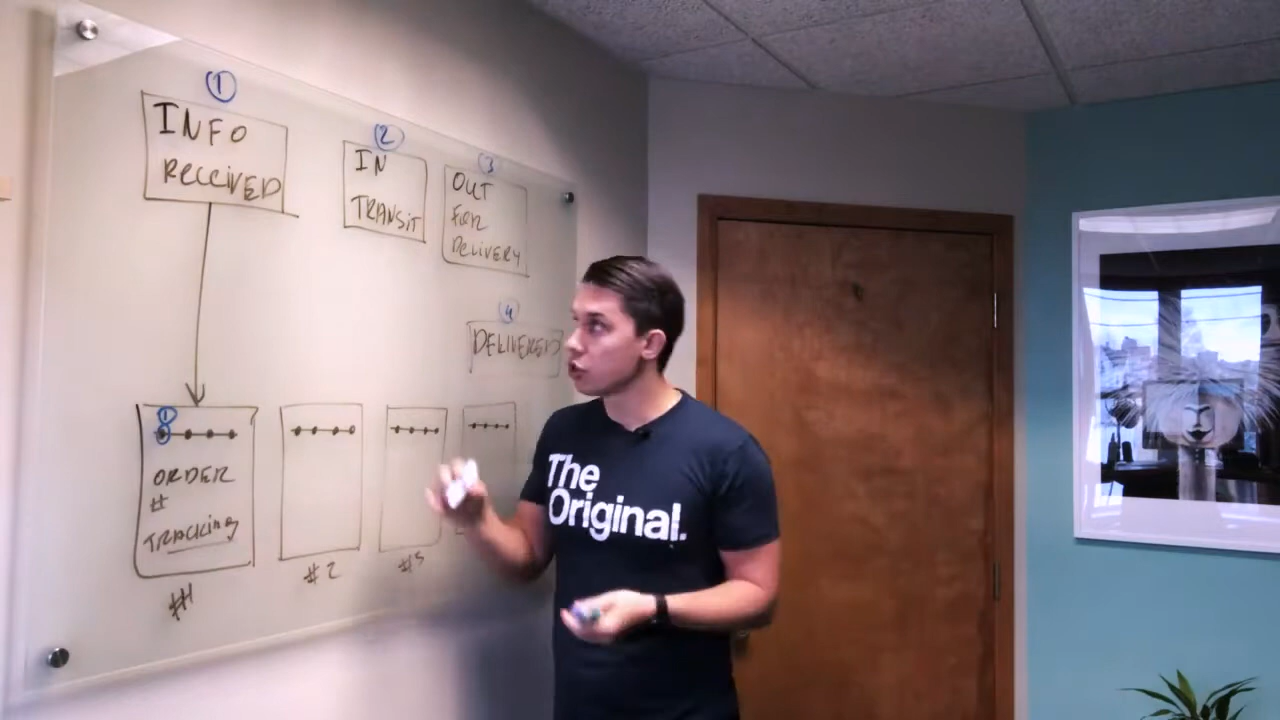 1
INFO
RECEIVED
2
IN
TRANSIT
3
OUT
FOR
DELIVERY
4
DELIVERED
1
ORDER
#
TRACKING
#1
#2
#3
The
Original.